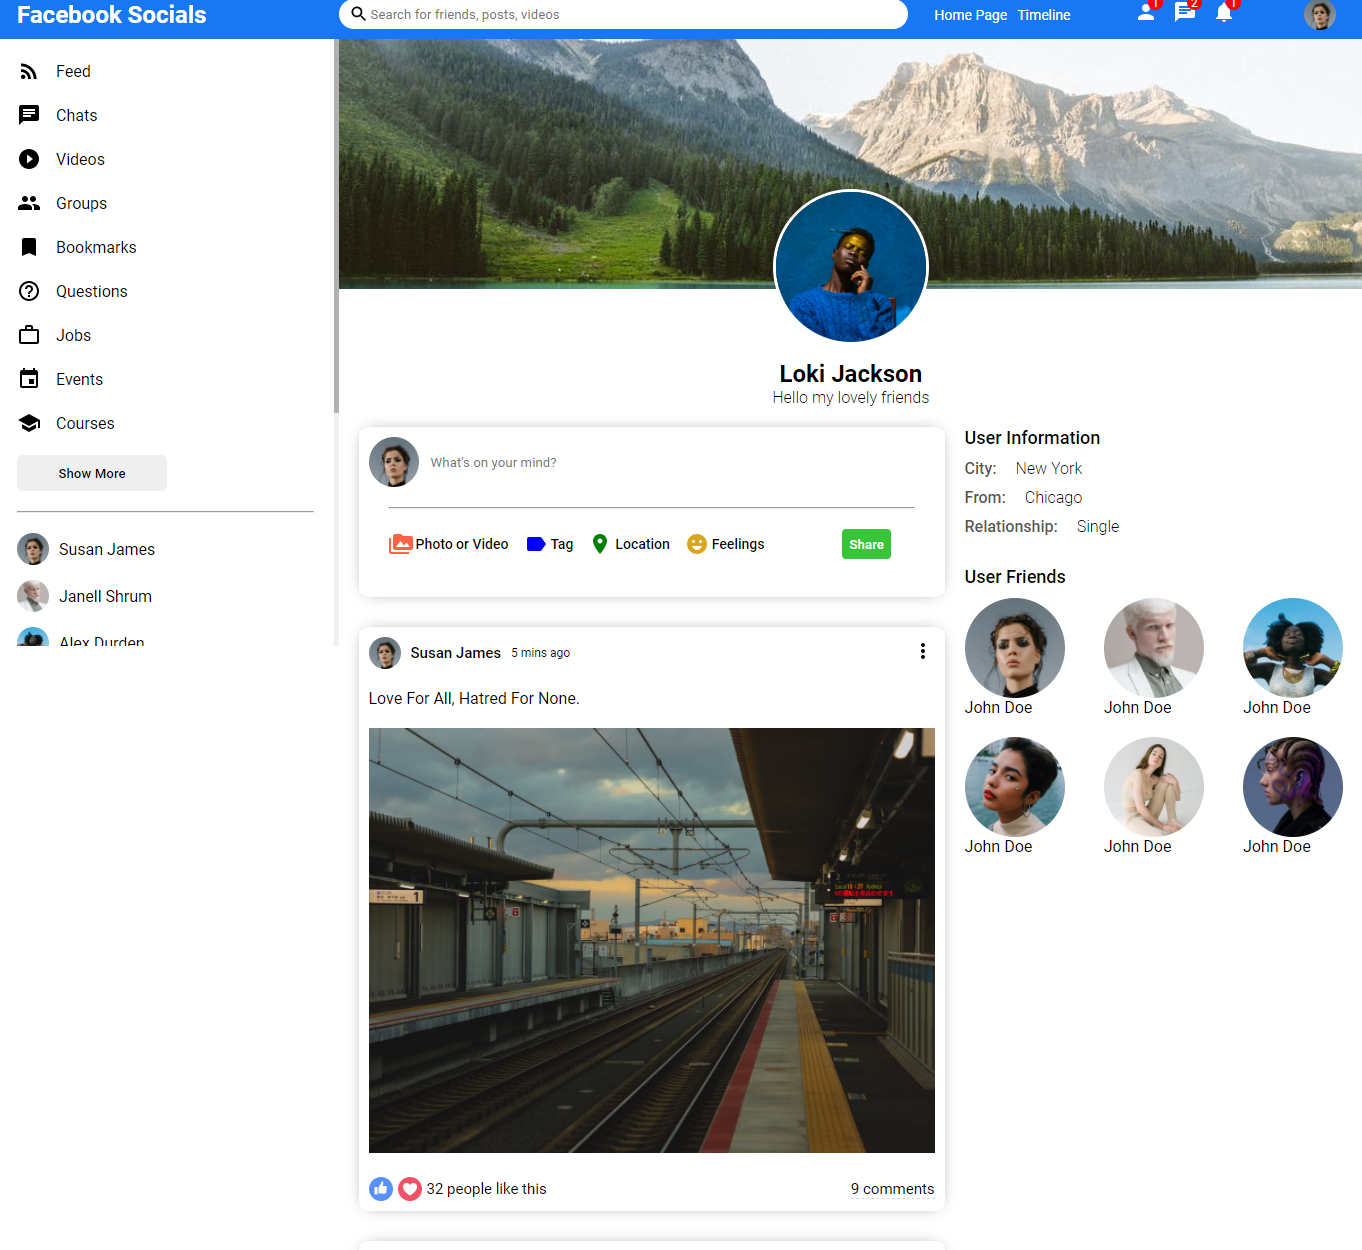 Facebook Socials
Search for friends, posts, videos
Home Page Timeline
1 2 1
Feed
Chats
Videos
Groups
Bookmarks
Questions
Jobs
Events
Courses
Show More
Susan James
Janell Shrum
Alex Durden
Loki Jackson
Hello my lovely friends
What's on your mind?
Photo or Video Tag Location Feelings Share
Susan James 5 mins ago
Love For All, Hatred For None.
1
32 people like this 9 comments
User Information
City: New York
From: Chicago
Relationship: Single
User Friends
John Doe John Doe John Doe
John Doe John Doe John Doe